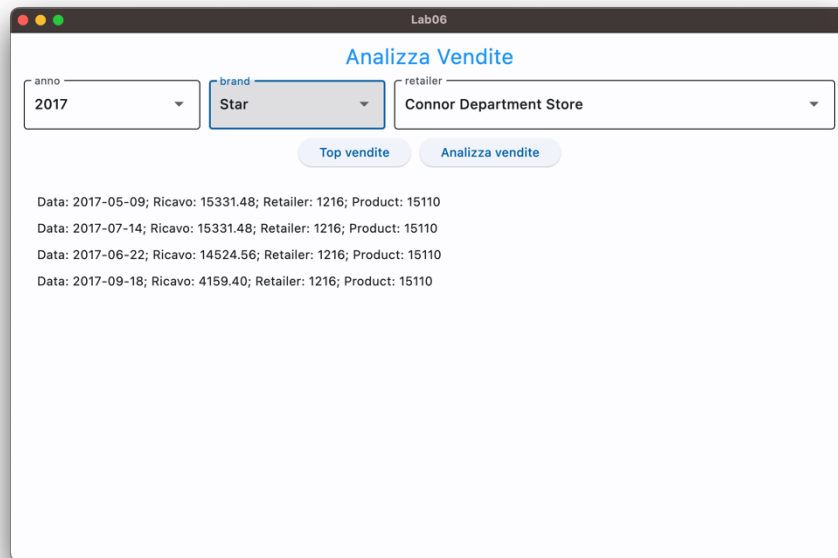 Lab06
Analizza Vendite
anno brand retailer
2017 Star Connor Department Store
Top vendite Analizza vendite
Data: 2017-05-09; Ricavo: 15331.48; Retailer: 1216; Product: 15110
Data: 2017-07-14; Ricavo: 15331.48; Retailer: 1216; Product: 15110
Data: 2017-06-22; Ricavo: 14524.56; Retailer: 1216; Product: 15110
Data: 2017-09-18; Ricavo: 4159.40; Retailer: 1216; Product: 15110